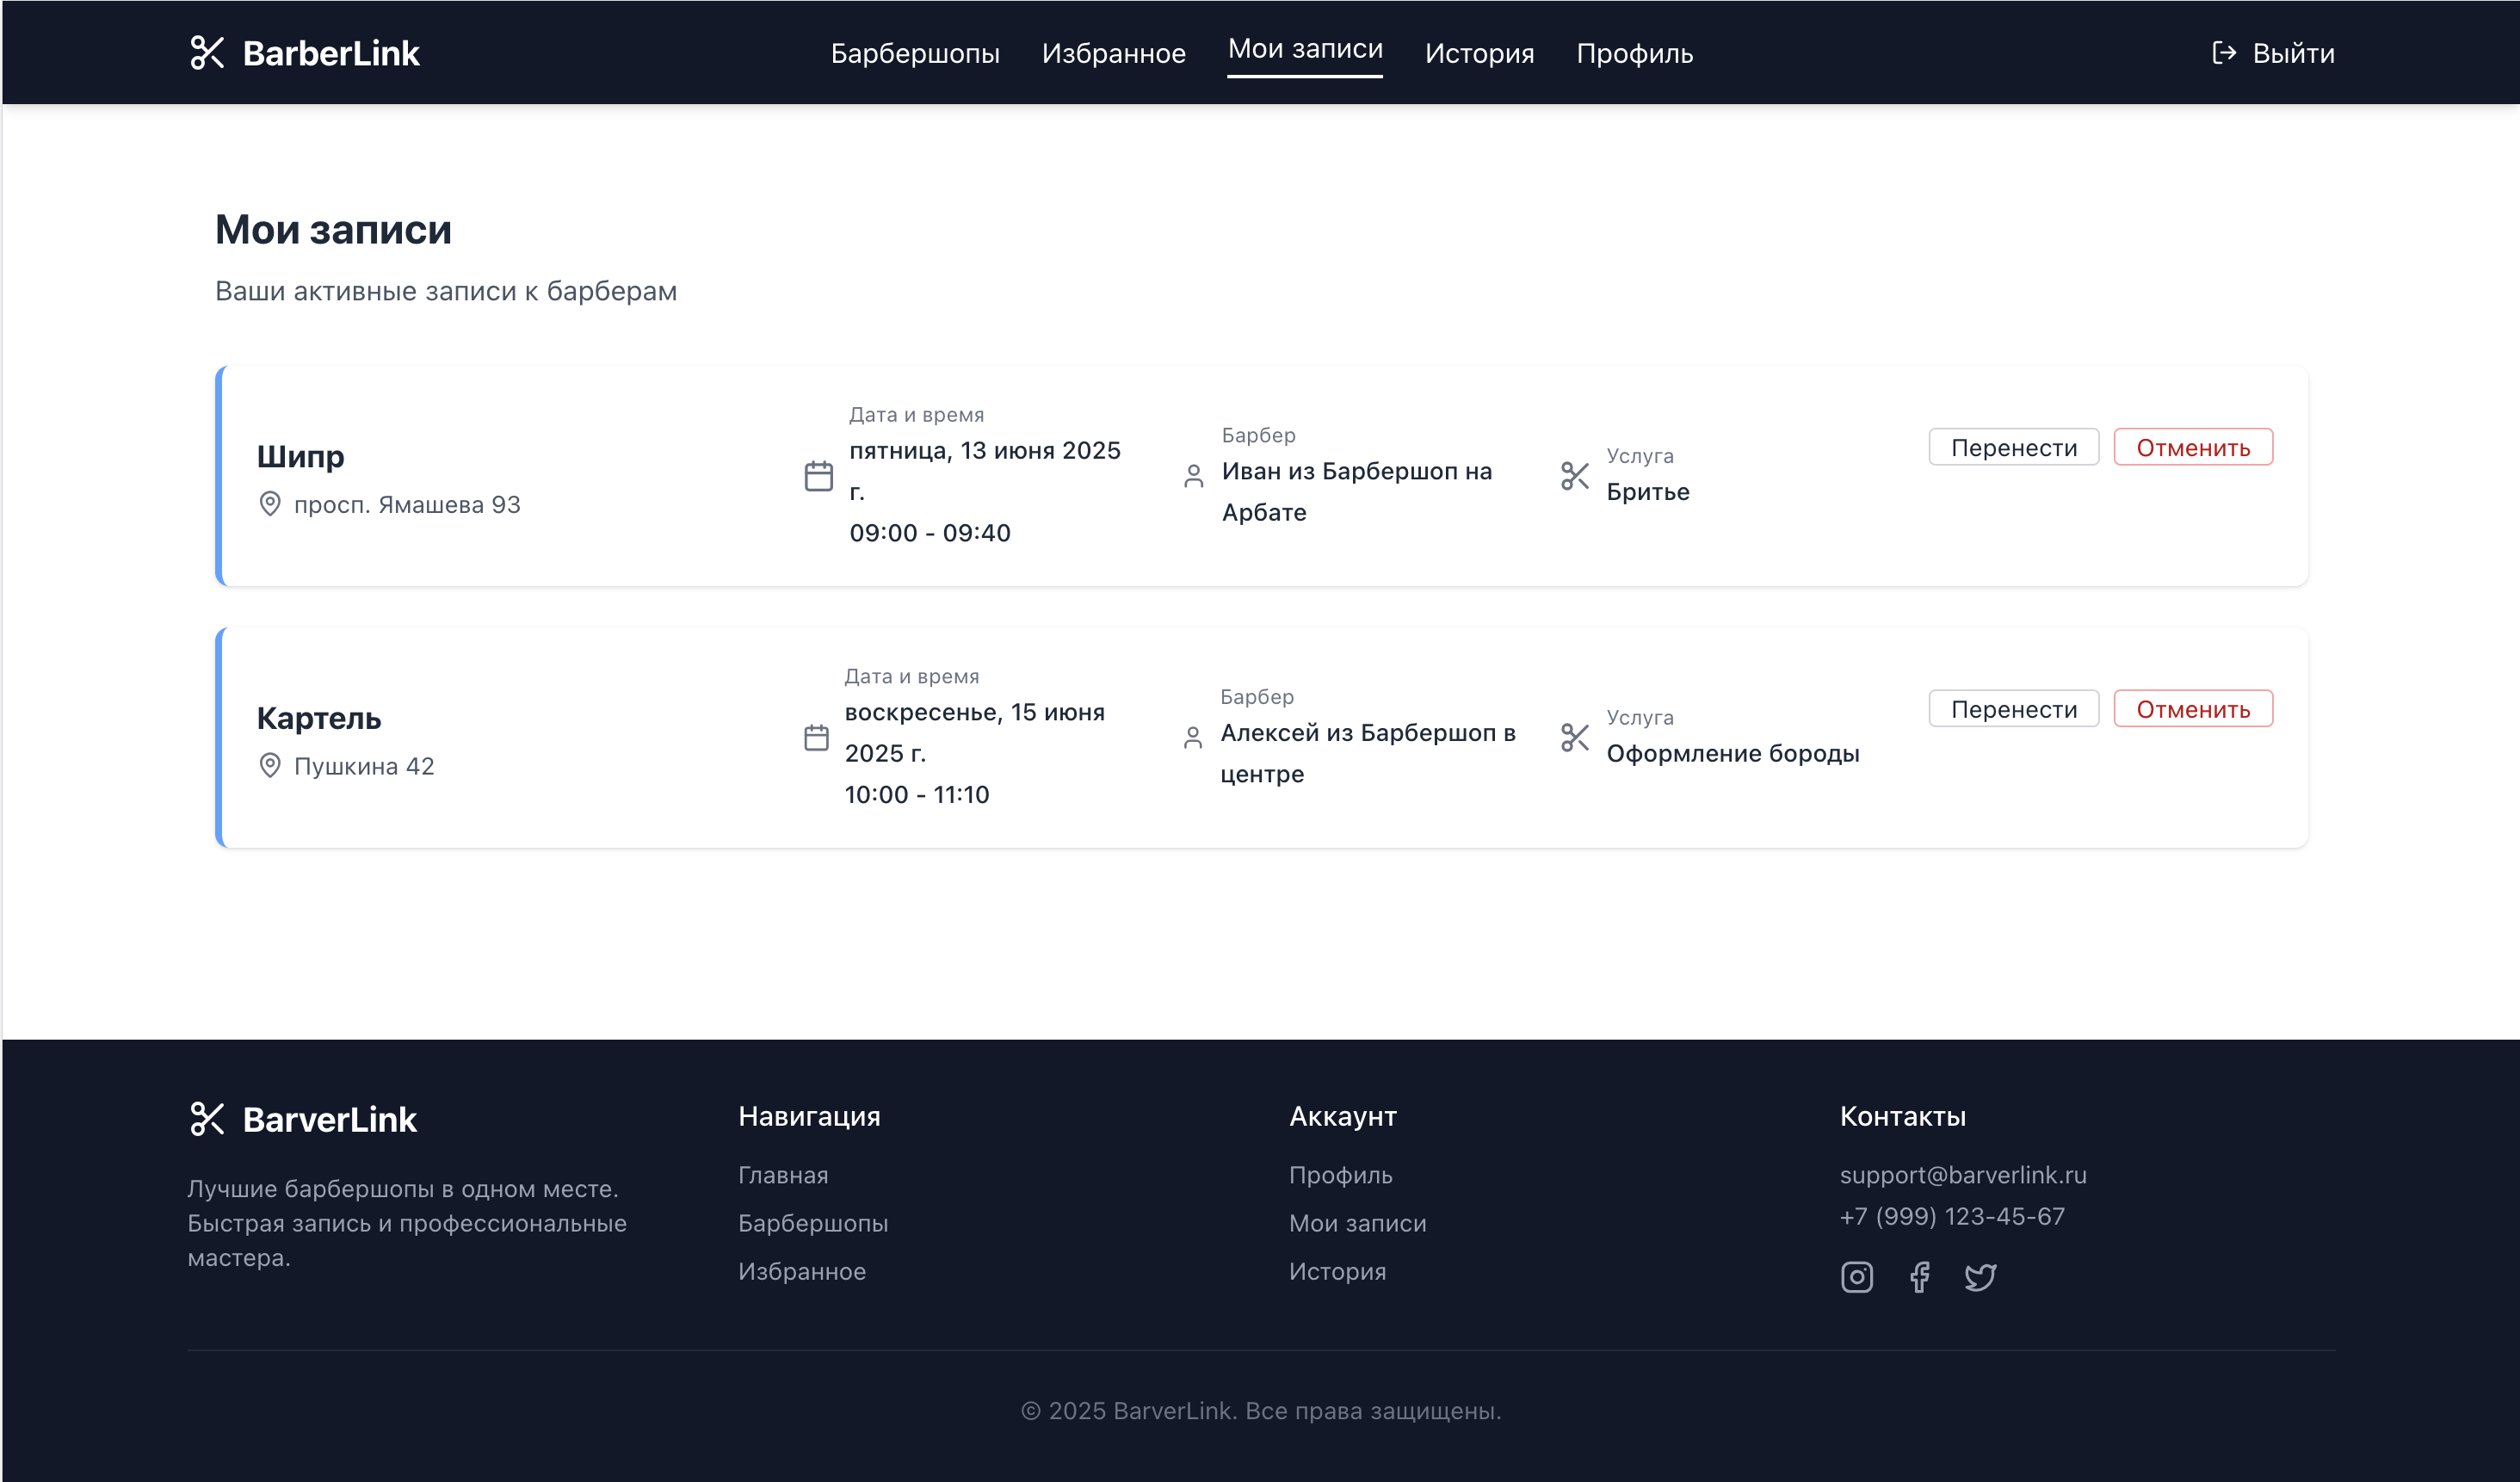 BarberLink
Барбершопы
Избранное
Мои записи
История
Профиль
Выйти
Мои записи
Ваши активные записи к барберам
Шипр
просп. Ямашева 93
Дата и время
пятница, 13 июня 2025
г.
09:00 - 09:40
Барбер
Иван из Барбершоп на
Арбате
Услуга
Бритье
Перенести
Отменить
Картель
Пушкина 42
Дата и время
воскресенье, 15 июня
2025 г.
10:00 - 11:10
Барбер
Алексей из Барбершоп в
центре
Услуга
Оформление бороды
Перенести
Отменить
BarverLink
Лучшие барбершопы в одном месте.
Быстрая запись и профессиональные
мастера.
Навигация
Главная
Барбершопы
Избранное
Аккаунт
Профиль
Мои записи
История
Контакты
support@barverlink.ru
+7 (999) 123-45-67
© 2025 BarverLink. Все права защищены.